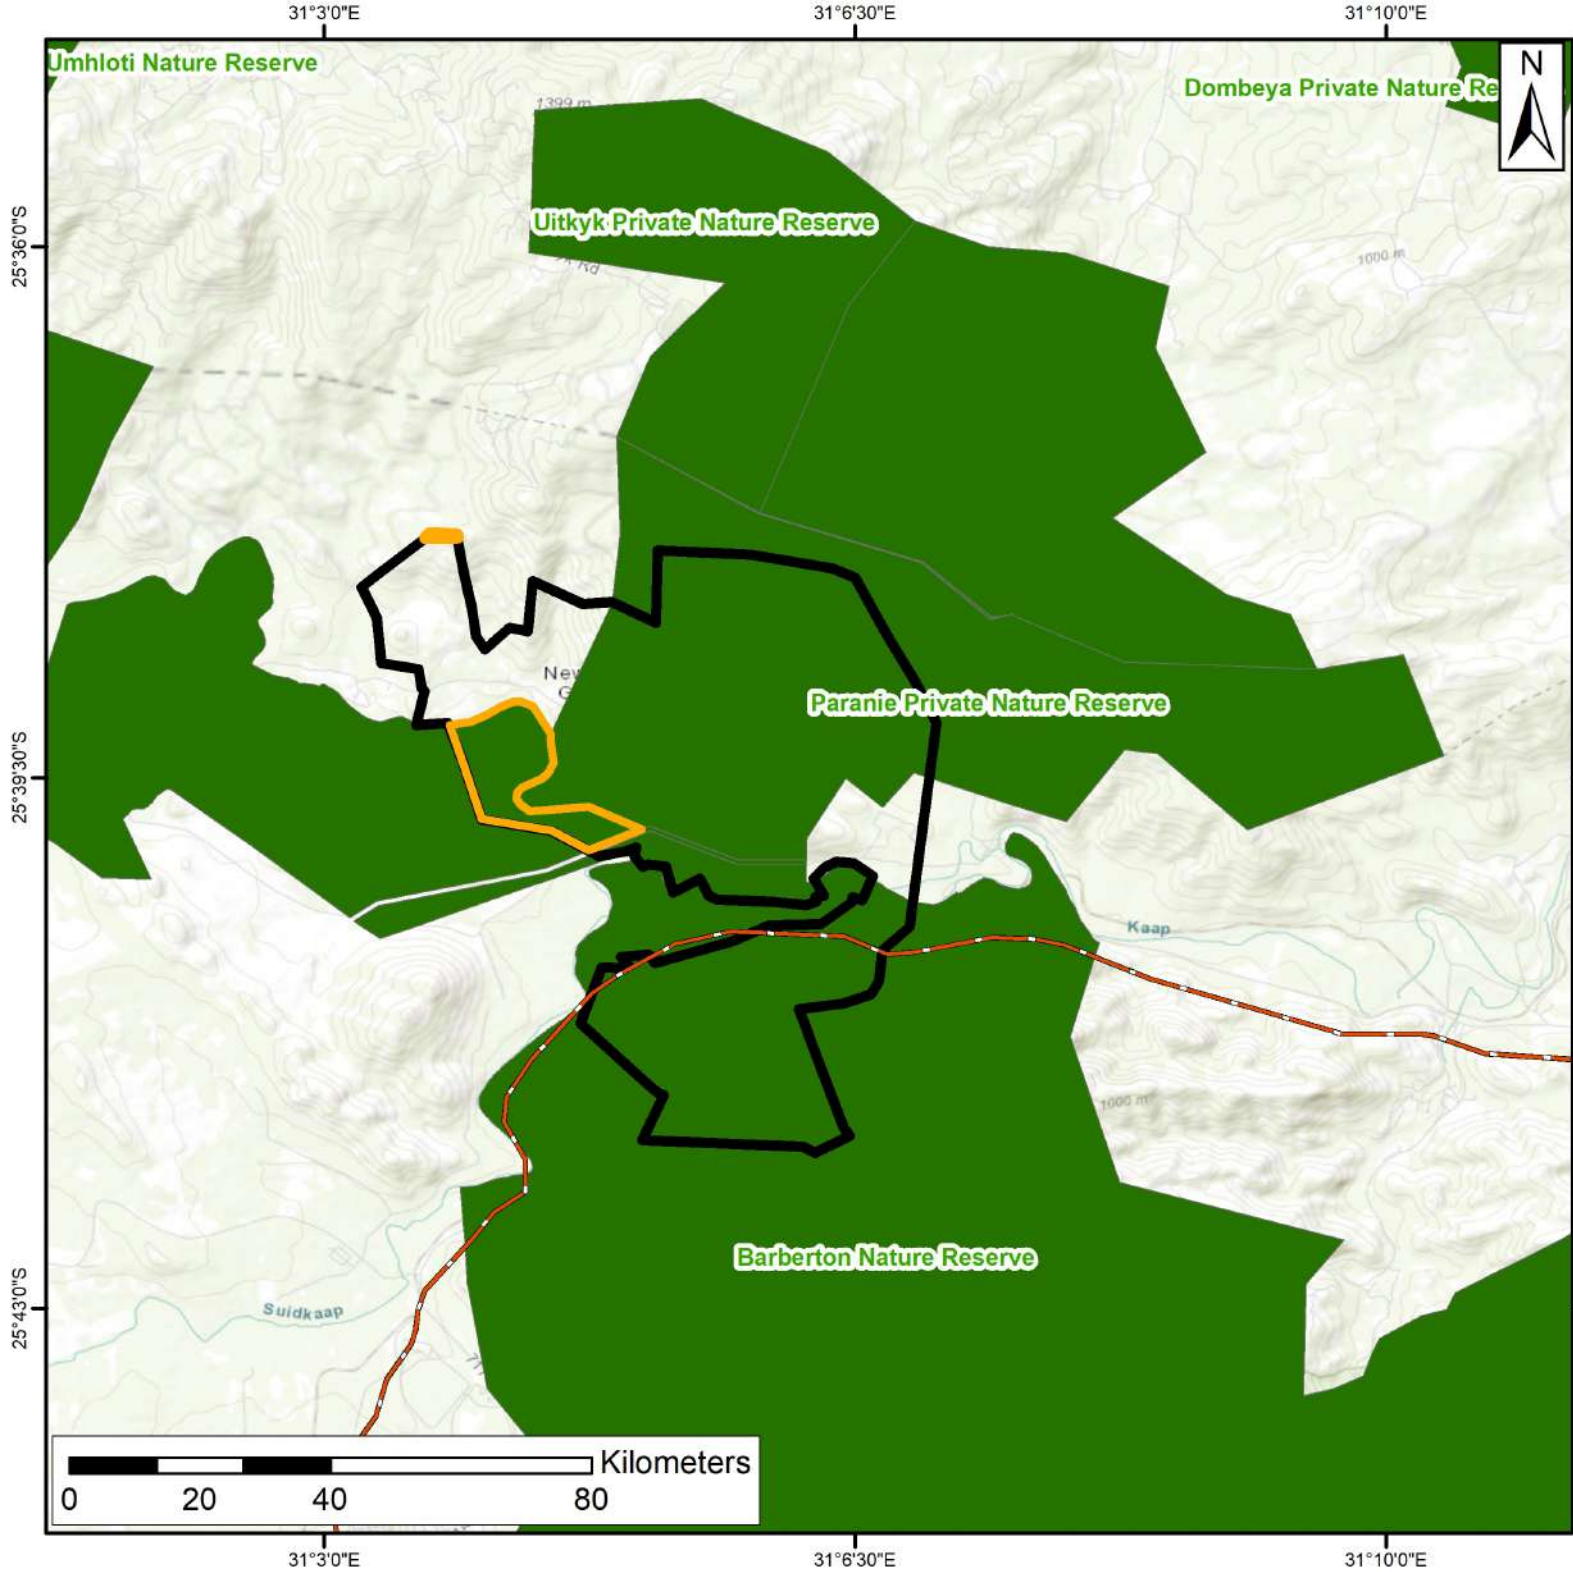 31°3'0"E
31°6'30"E
31°10'0"E
Umhloti Nature Reserve
Dombeya Private Nature Re
N
1399 m
Uitkyk Private Nature Reserve
25°36'0"S
Rd
1000 m
New
G
Paranie Private Nature Reserve
25°39'30"S
Kaap
1000 m
Barberton Nature Reserve
25°43'0"S
Suidkaap
Kilometers
0 20 40 80
31°3'0"E
31°6'30"E
31°10'0"E